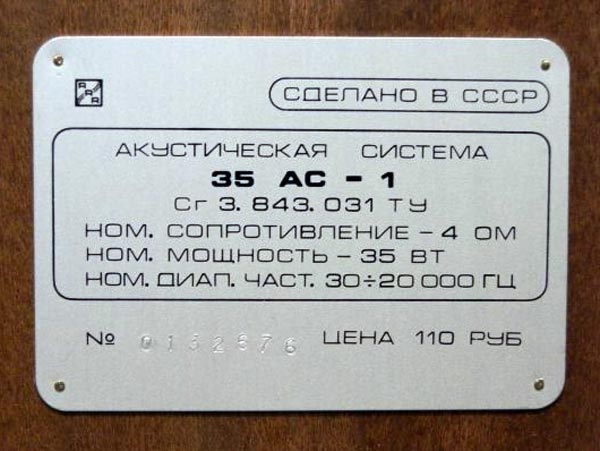 СДЕЛАНО В СССР
АКУСТИЧЕСКАЯ СИСТЕМА
35 АС - 1
Сг 3. 843. 031 ТУ
НОМ. СОПРОТИВЛЕНИЕ - 4 ОМ
НОМ. МОЩНОСТЬ - 35 ВТ
НОМ. ДИАП. ЧАСТ. 30÷20 000 ГЦ
№ 0132676 ЦЕНА 110 РУБ